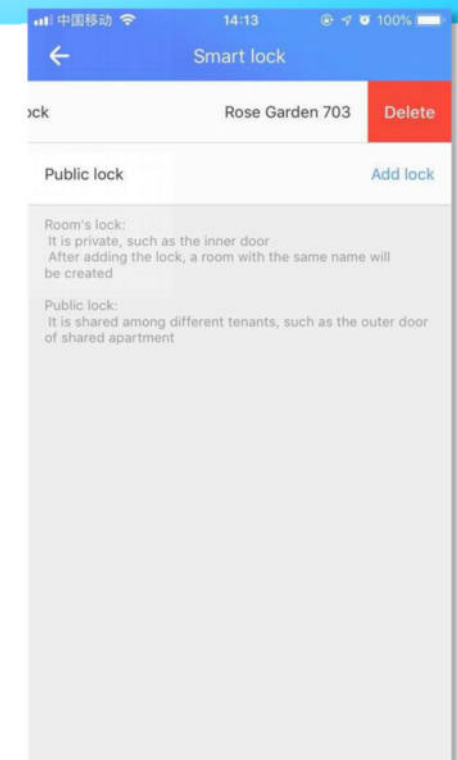 中国移动 14:13 100%
Smart lock
ock Rose Garden 703 Delete
Public lock Add lock
Room's lock:
It is private, such as the inner door
After adding the lock, a room with the same name will
be created
Public lock:
It is shared among different tenants, such as the outer door
of shared apartment